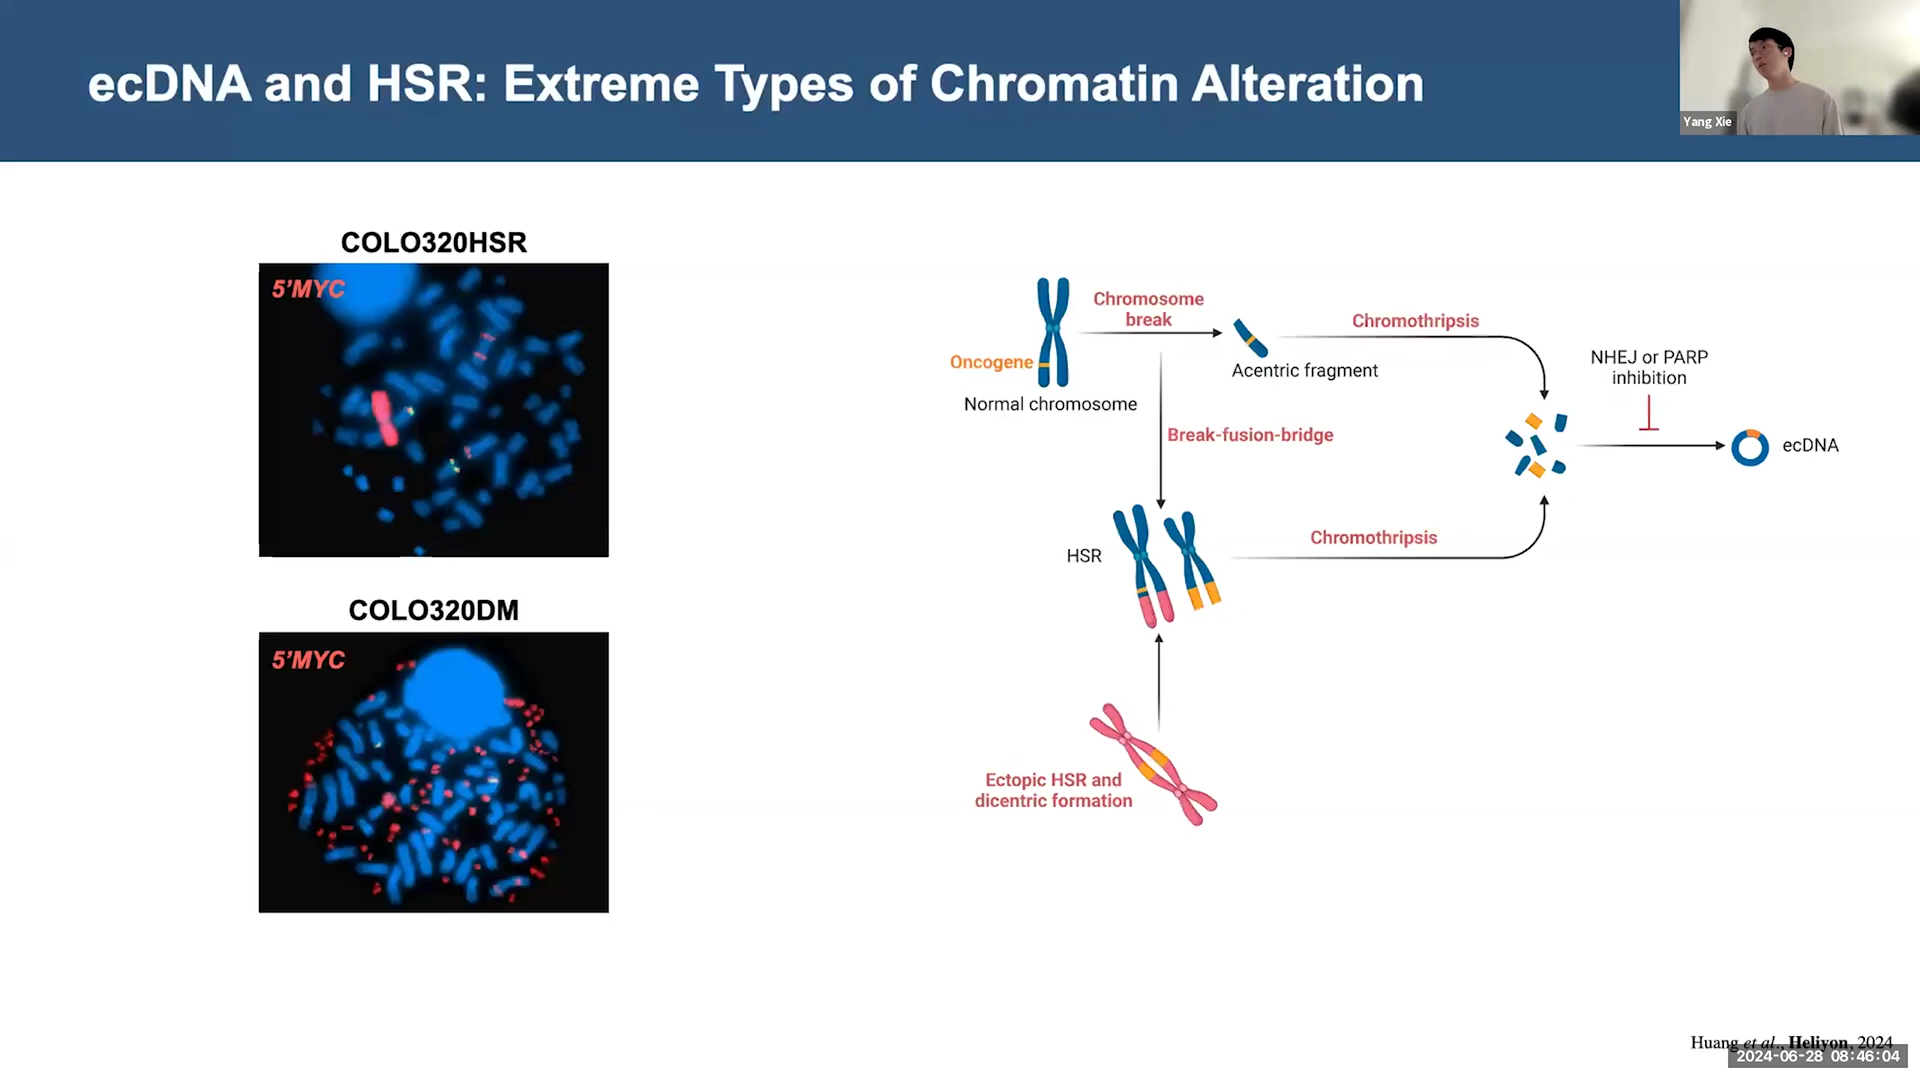 ecDNA and HSR: Extreme Types of Chromatin Alteration
Yang Xie
COLO320HSR
5’MYC
COLO320DM
5’MYC
Chromosome
break
Oncogene
Normal chromosome
Acentric fragment
Chromothripsis
NHEJ or PARP
inhibition
ecDNA
Break-fusion-bridge
HSR
Chromothripsis
Ectopic HSR and
dicentric formation
Huang et al., Heliyon, 2024
2024-06-28 08:46:04